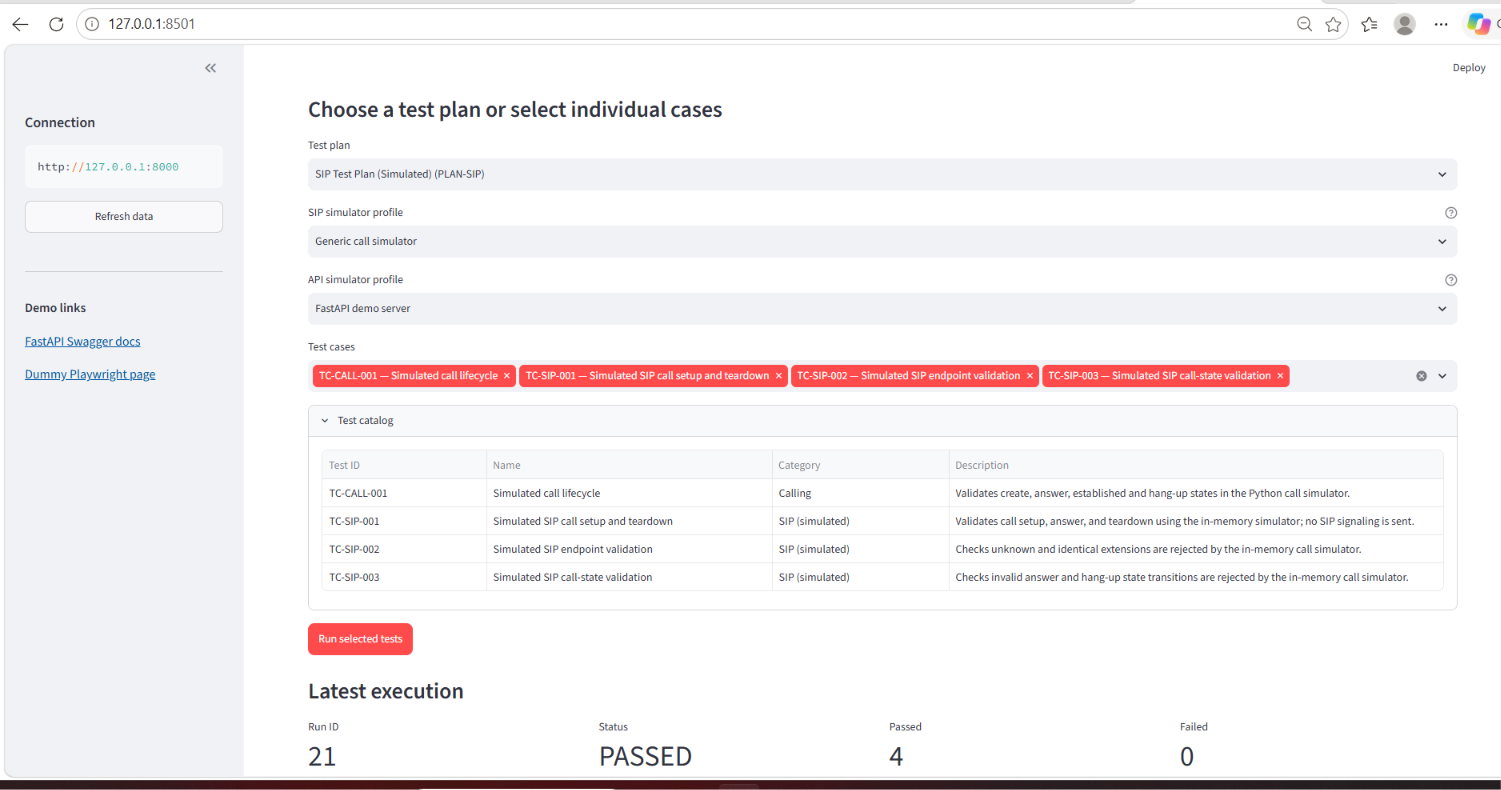 127.0.0.1:8501
Deploy
Connection
http://127.0.0.1:8000
Refresh data
Demo links
FastAPI Swagger docs
Dummy Playwright page
Choose a test plan or select individual cases
Test plan
SIP Test Plan (Simulated) (PLAN-SIP)
SIP simulator profile
Generic call simulator
API simulator profile
FastAPI demo server
Test cases
TC-CALL-001 — Simulated call lifecycle × TC-SIP-001 — Simulated SIP call setup and teardown × TC-SIP-002 — Simulated SIP endpoint validation × TC-SIP-003 — Simulated SIP call-state validation ×
Test catalog
Test ID Name Category Description
TC-CALL-001 Simulated call lifecycle Calling Validates create, answer, established and hang-up states in the Python call simulator.
TC-SIP-001 Simulated SIP call setup and teardown SIP (simulated) Validates call setup, answer, and teardown using the in-memory simulator; no SIP signaling is sent.
TC-SIP-002 Simulated SIP endpoint validation SIP (simulated) Checks unknown and identical extensions are rejected by the in-memory call simulator.
TC-SIP-003 Simulated SIP call-state validation SIP (simulated) Checks invalid answer and hang-up state transitions are rejected by the in-memory call simulator.
Run selected tests
Latest execution
Run ID Status Passed Failed
21 PASSED 4 0